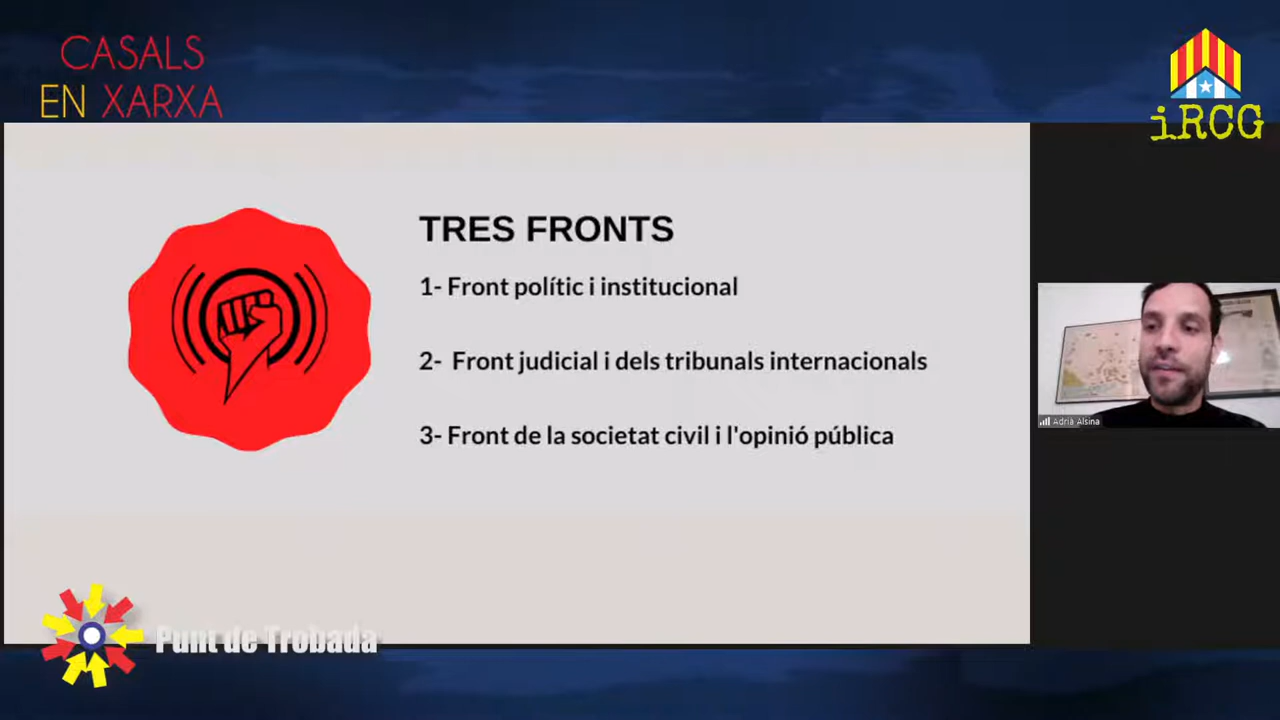 CASALS
EN XARXA
iRCG
TRES FRONTS
1- Front polític i institucional
2- Front judicial i dels tribunals internacionals
3- Front de la societat civil i l'opinió pública
Adrià Alsina
Punt de Trobada